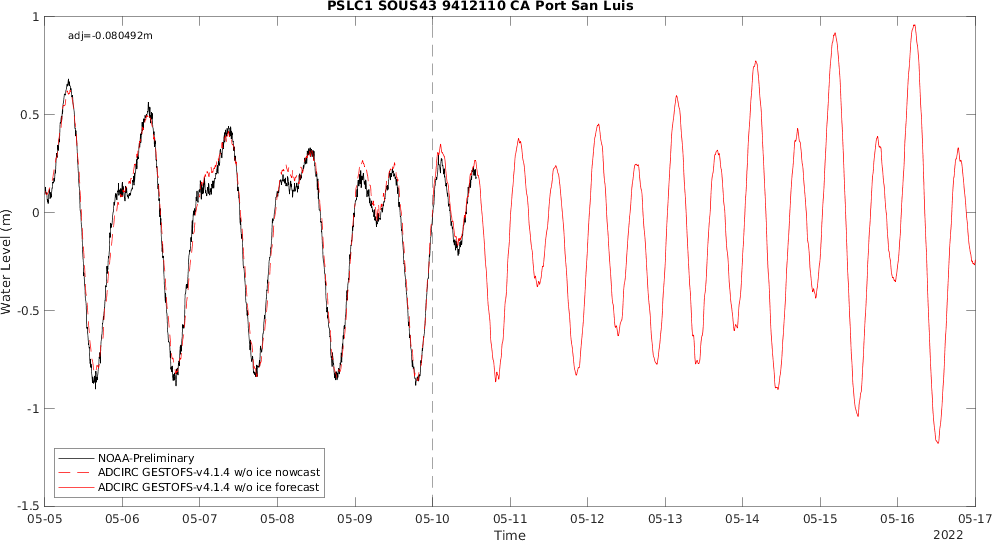 PSLC1 SOUS43 9412110 CA Port San Luis
adj=-0.080492m
1
0.5
0
-0.5
-1
-1.5
Water Level (m)
NOAA-Preliminary
ADCIRC GESTOFS-v4.1.4 w/o ice nowcast
ADCIRC GESTOFS-v4.1.4 w/o ice forecast
05-05 05-06 05-07 05-08 05-09 05-10 05-11 05-12 05-13 05-14 05-15 05-16 05-17
Time
2022